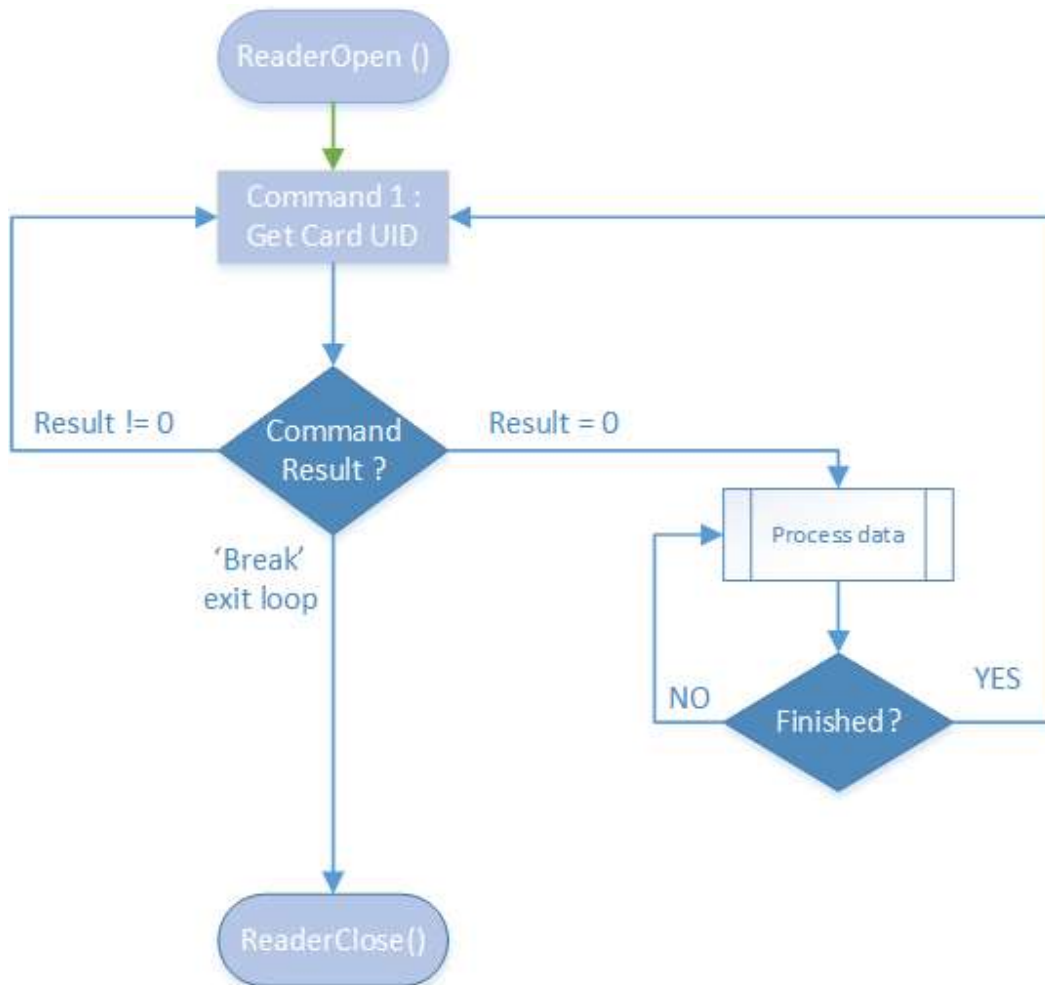 ReaderOpen ()
Command 1 :
Get Card UID
Result != 0
Command
Result ?
Result = 0
Process data
‘Break’
exit loop
NO
Finished ?
YES
ReaderClose()